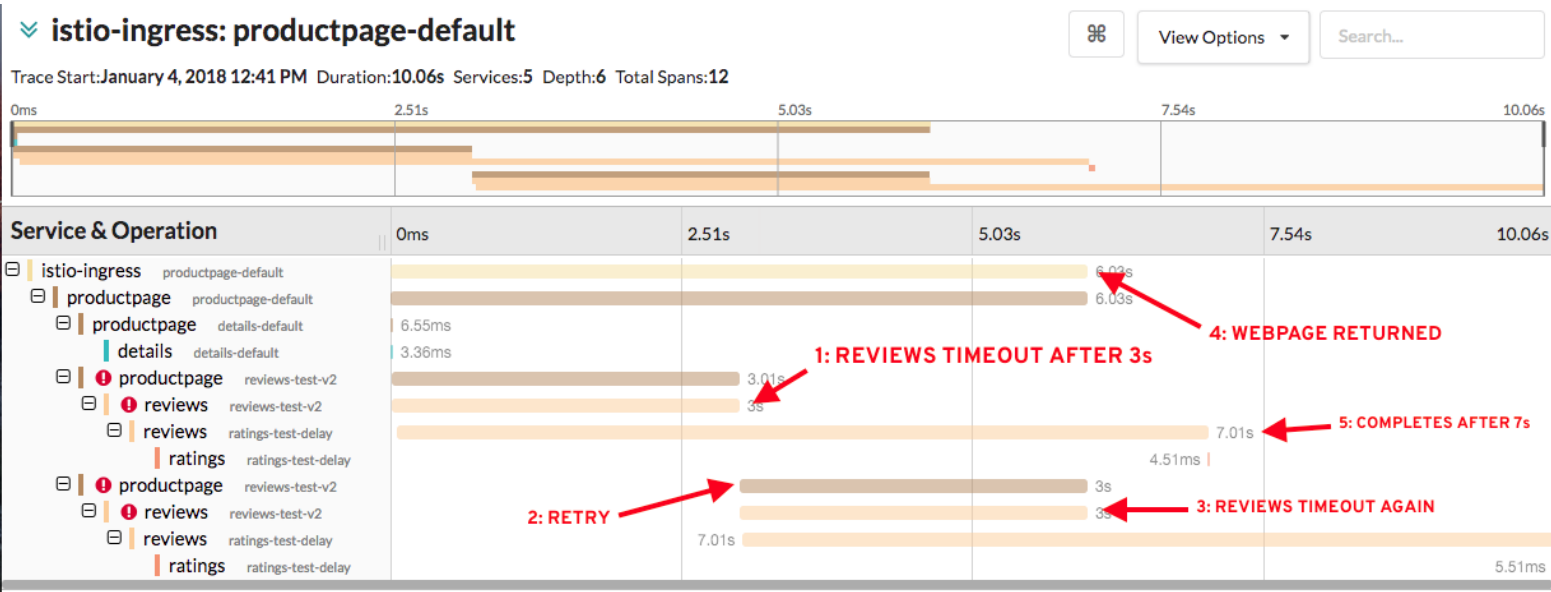 istio-ingress: productpage-default
⌘ View Options Search...
Trace Start:January 4, 2018 12:41 PM Duration:10.06s Services:5 Depth:6 Total Spans:12
0ms 2.51s 5.03s 7.54s 10.06s
Service & Operation 0ms 2.51s 5.03s 7.54s 10.06s
istio-ingress productpage-default 6.03s
productpage productpage-default 6.03s
productpage details-default 6.55ms
4: WEBPAGE RETURNED
details details-default 3.36ms
1: REVIEWS TIMEOUT AFTER 3s
productpage reviews-test-v2 3.01s
reviews reviews-test-v2 3s
5: COMPLETES AFTER 7s
reviews ratings-test-delay 7.01s
ratings ratings-test-delay 4.51ms
productpage reviews-test-v2 3s
2: RETRY
reviews reviews-test-v2 3s
3: REVIEWS TIMEOUT AGAIN
reviews ratings-test-delay 7.01s
ratings ratings-test-delay 5.51ms